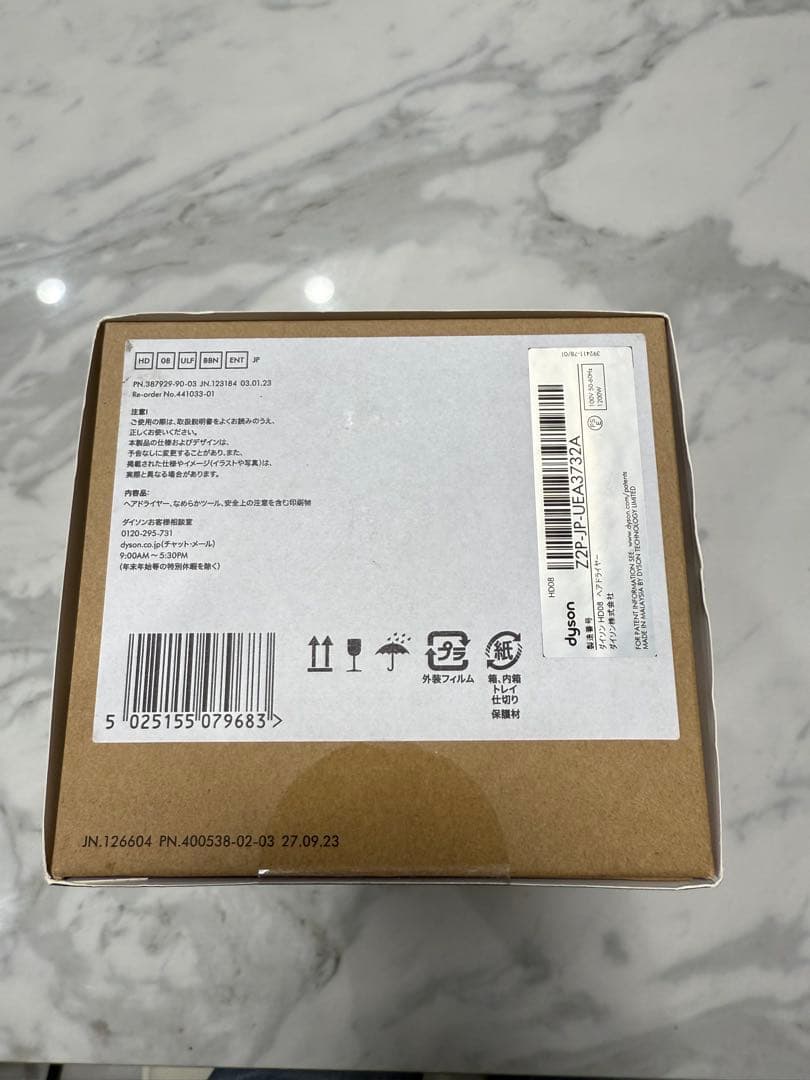 HD 08 ULF BBN ENT JP
PN.387929-90-03 JN.123184 03.01.23
Re-order No.441033-01
注意!
ご使用の際は、取扱説明書をよくお読みのうえ、
正しくお使いください。
本製品の仕様およびデザインは、
予告なしに変更することがあり、また
掲載された仕様やイメージ(イラストや写真)は、
実際と異なる場合があります。
内容品:
ヘアドライヤー、なめらかツール、安全上の注意を含む印刷物
ダイソンお客様相談室
0120-295-731
dyson.co.jp(チャット・メール)
9:00AM～5:30PM
(年末年始等の特別休暇を除く)
5 025155 079683 >
プラ
外装フィルム
紙
箱、内箱
トレイ
仕切り
保護材
392411-78/01
100V 50-60Hz
1200W
PS
E
HD08
Z2P-JP-UEA3732A
dyson
製造番号
ダイソン HD08 ヘアドライヤー
ダイソン株式会社
FOR PATENT INFORMATION SEE: www.dyson.com/patents
MADE IN MALAYSIA BY DYSON TECHNOLOGY LIMITED
JN.126604 PN.400538-02-03 27.09.23